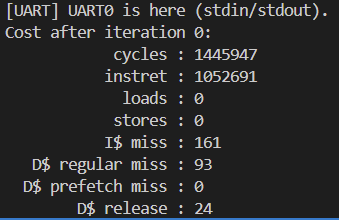 [UART] UART0 is here (stdin/stdout).
Cost after iteration 0:
cycles : 1445947
instret : 1052691
loads : 0
stores : 0
I$ miss : 161
D$ regular miss : 93
D$ prefetch miss : 0
D$ release : 24